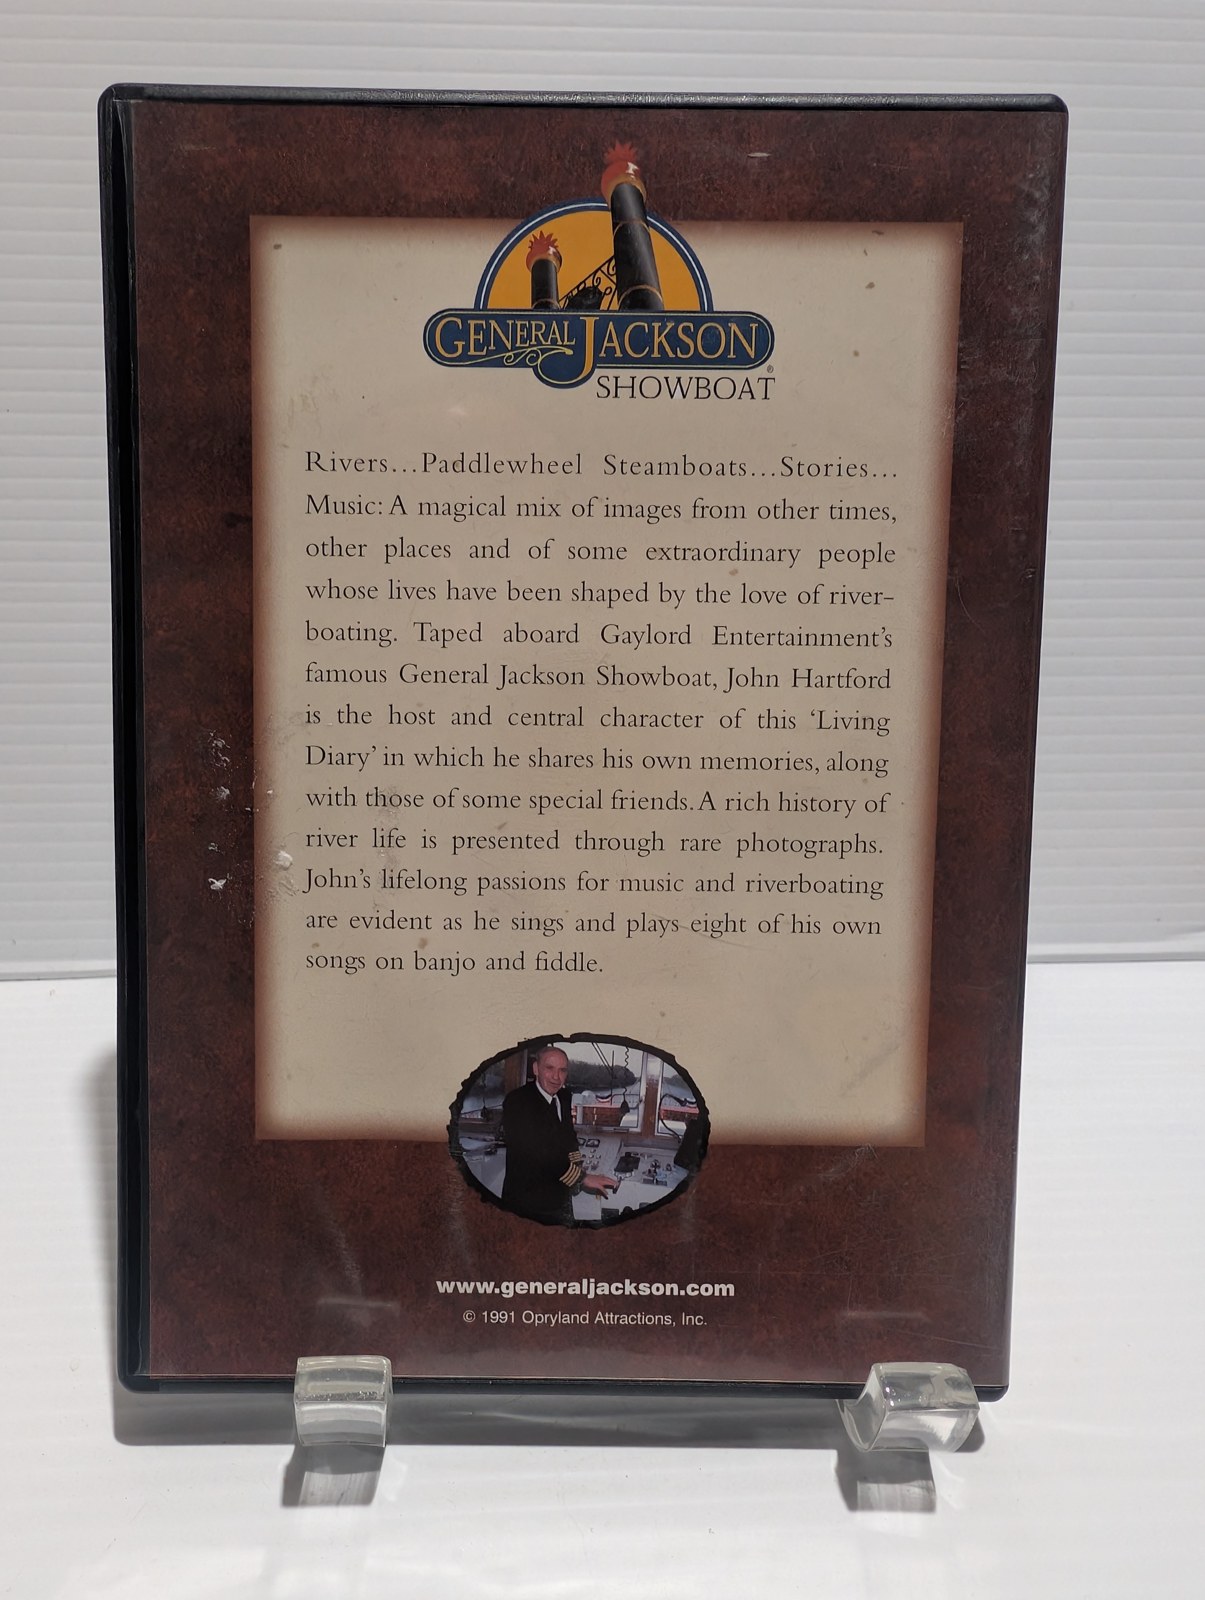 GENERAL JACKSON®
SHOWBOAT
Rivers...Paddlewheel Steamboats...Stories...
Music: A magical mix of images from other times,
other places and of some extraordinary people
whose lives have been shaped by the love of river-
boating. Taped aboard Gaylord Entertainment's
famous General Jackson Showboat, John Hartford
is the host and central character of this 'Living
Diary' in which he shares his own memories, along
with those of some special friends. A rich history of
river life is presented through rare photographs.
John's lifelong passions for music and riverboating
are evident as he sings and plays eight of his own
songs on banjo and fiddle.
www.generaljackson.com
© 1991 Opryland Attractions, Inc.